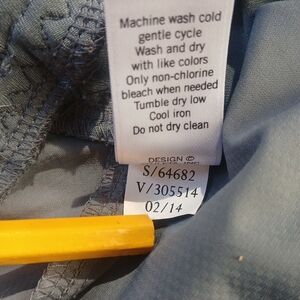 Machine wash cold
gentle cycle
Wash and dry
with like colors
Only non-chlorine
bleach when needed
Tumble dry low
Cool iron
Do not dry clean
DESIGN ©
S/64682
V/305514
02/14